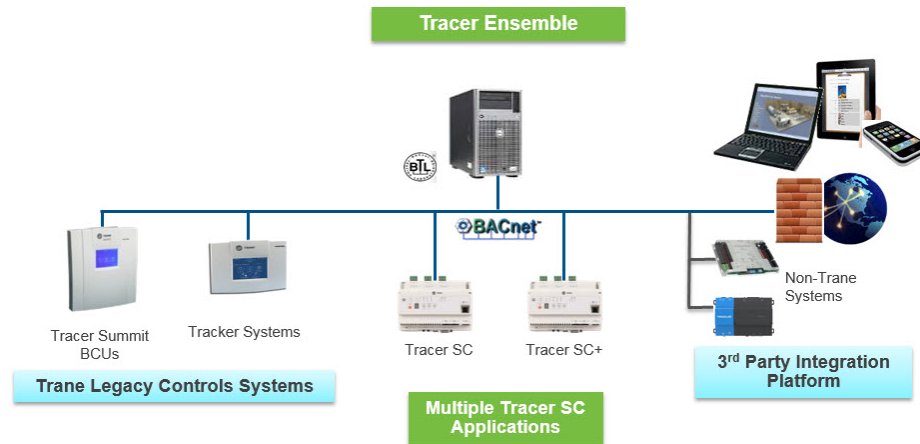 Tracer Ensemble
BTL
BACnet™
Tracer Summit
BCUs
Tracker Systems
Tracer SC
Tracer SC+
Non-Trane
Systems
Trane Legacy Controls Systems
Multiple Tracer SC
Applications
3rd Party Integration
Platform